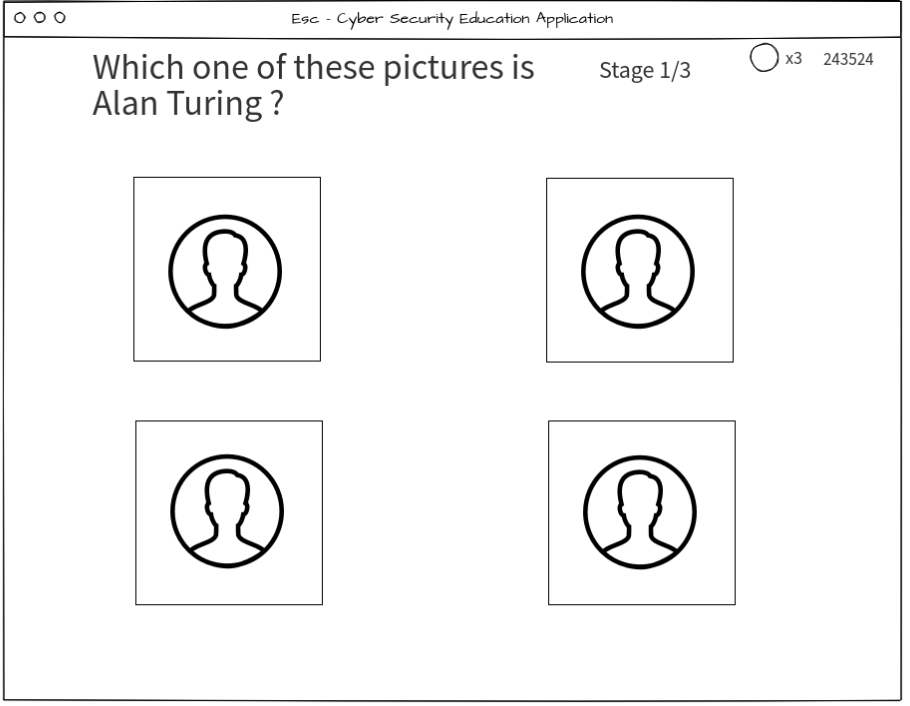 Esc - Cyber Security Education Application
Which one of these pictures is
Alan Turing ?
Stage 1/3
x3
243524